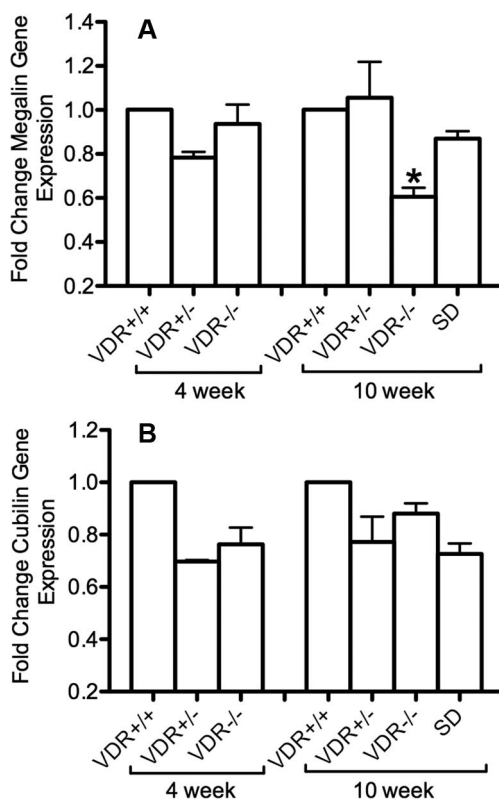 A
Fold Change Megalin Gene
Expression
1.4
1.2
1.0
0.8
0.6
0.4
0.2
*
VDR+/+
VDR+/-
VDR-/-
VDR+/+
VDR+/-
VDR-/-
SD
4 week
10 week
B
Fold Change Cubilin Gene
Expression
1.2
1.0
0.8
0.6
0.4
0.2
VDR+/+
VDR+/-
VDR-/-
VDR+/+
VDR+/-
VDR-/-
SD
4 week
10 week